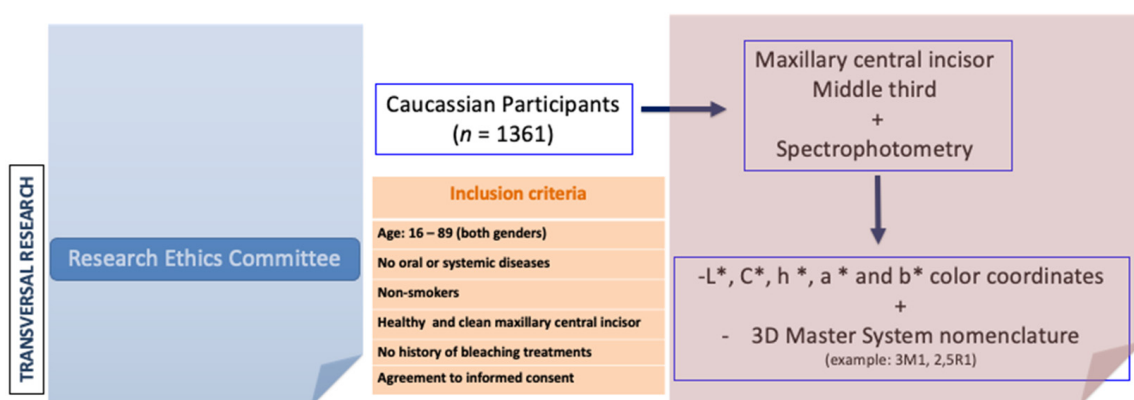 TRANSVERSAL RESEARCH
Research Ethics Committee
Caucassian Participants
(n = 1361)
Inclusion criteria
Age: 16 – 89 (both genders)
No oral or systemic diseases
Non-smokers
Healthy and clean maxillary central incisor
No history of bleaching treatments
Agreement to informed consent
Maxillary central incisor
Middle third
+
Spectrophotometry
-L*, C*, h *, a * and b* color coordinates
+
- 3D Master System nomenclature
(example: 3M1, 2,5R1)